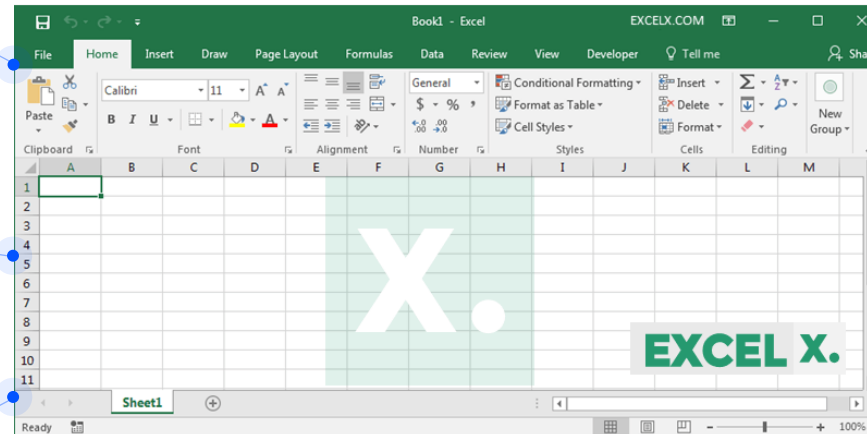 Book1 - Excel
EXCELX.COM
File Home Insert Draw Page Layout Formulas Data Review View Developer Tell me Sha
Calibri 11 A A General Conditional Formatting Insert Σ
Paste B I U A $ % , Format as Table Delete New
Cell Styles Format Group
Clipboard Font Alignment Number Styles Cells Editing
A B C D E F G H I J K L M
1
2
3
4
5
6
7
8
9
10
11
X.
EXCEL X.
Sheet1
Ready 100%